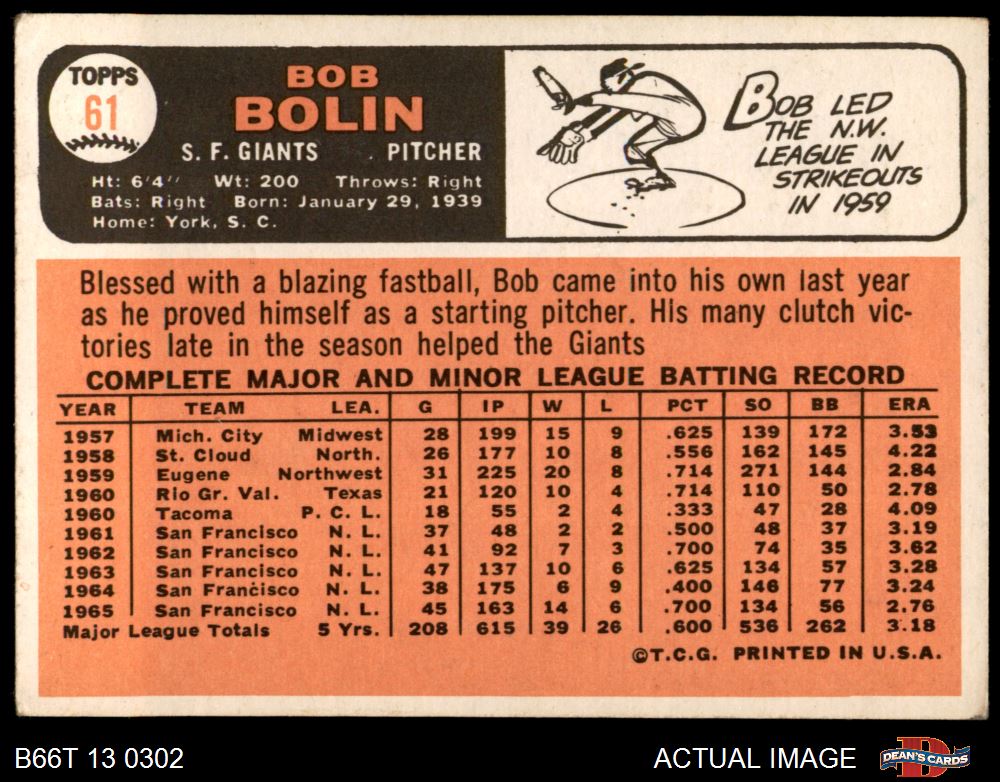 TOPPS
61
BOB
BOLIN
S. F. GIANTS PITCHER
Ht: 6'4" Wt: 200 Throws: Right
Bats: Right Born: January 29, 1939
Home: York, S. C.
BOB LED
THE N.W.
LEAGUE IN
STRIKEOUTS
IN 1959
Blessed with a blazing fastball, Bob came into his own last year
as he proved himself as a starting pitcher. His many clutch vic-
tories late in the season helped the Giants
COMPLETE MAJOR AND MINOR LEAGUE BATTING RECORD
YEAR TEAM LEA. G IP W L PCT SO BB ERA
1957 Mich. City Midwest 28 199 15 9 .625 139 172 3.53
1958 St. Cloud North. 26 177 10 8 .556 162 145 4.22
1959 Eugene Northwest 31 225 20 8 .714 271 144 2.84
1960 Rio Gr. Val. Texas 21 120 10 4 .714 110 50 2.78
1960 Tacoma P. C. L. 18 55 2 4 .333 47 28 4.09
1961 San Francisco N. L. 37 48 2 2 .500 48 37 3.19
1962 San Francisco N. L. 41 92 7 3 .700 74 35 3.62
1963 San Francisco N. L. 47 137 10 6 .625 134 57 3.28
1964 San Francisco N. L. 38 175 6 9 .400 146 77 3.24
1965 San Francisco N. L. 45 163 14 6 .700 134 56 2.76
Major League Totals 5 Yrs. 208 615 39 26 .600 536 262 3.18
©T.C.G. PRINTED IN U.S.A.
B66T 13 0302 ACTUAL IMAGE
DEAN'S CARDS